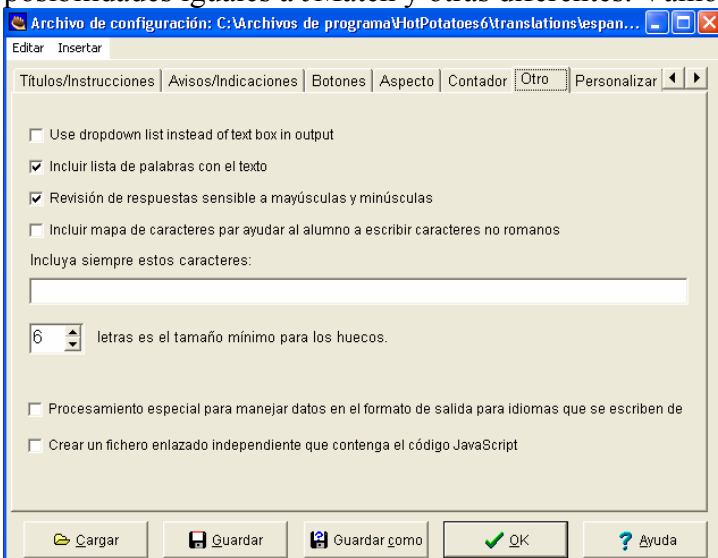 posibilidades iguales a JMatch y otras diferentes. Vamo
Archivo de configuración: C:\Archivos de programa\HotPotatoes6\translations\espan...
Editar Insertar
Títulos/Instrucciones Avisos/Indicaciones Botones Aspecto Contador Otro Personalizar
Use dropdown list instead of text box in output
Incluir lista de palabras con el texto
Revisión de respuestas sensible a mayúsculas y minúsculas
Incluir mapa de caracteres par ayudar al alumno a escribir caracteres no romanos
Incluya siempre estos caracteres:
6 letras es el tamaño mínimo para los huecos.
Procesamiento especial para manejar datos en el formato de salida para idiomas que se escriben de
Crear un fichero enlazado independiente que contenga el código JavaScript
Cargar Guardar Guardar como OK Ayuda